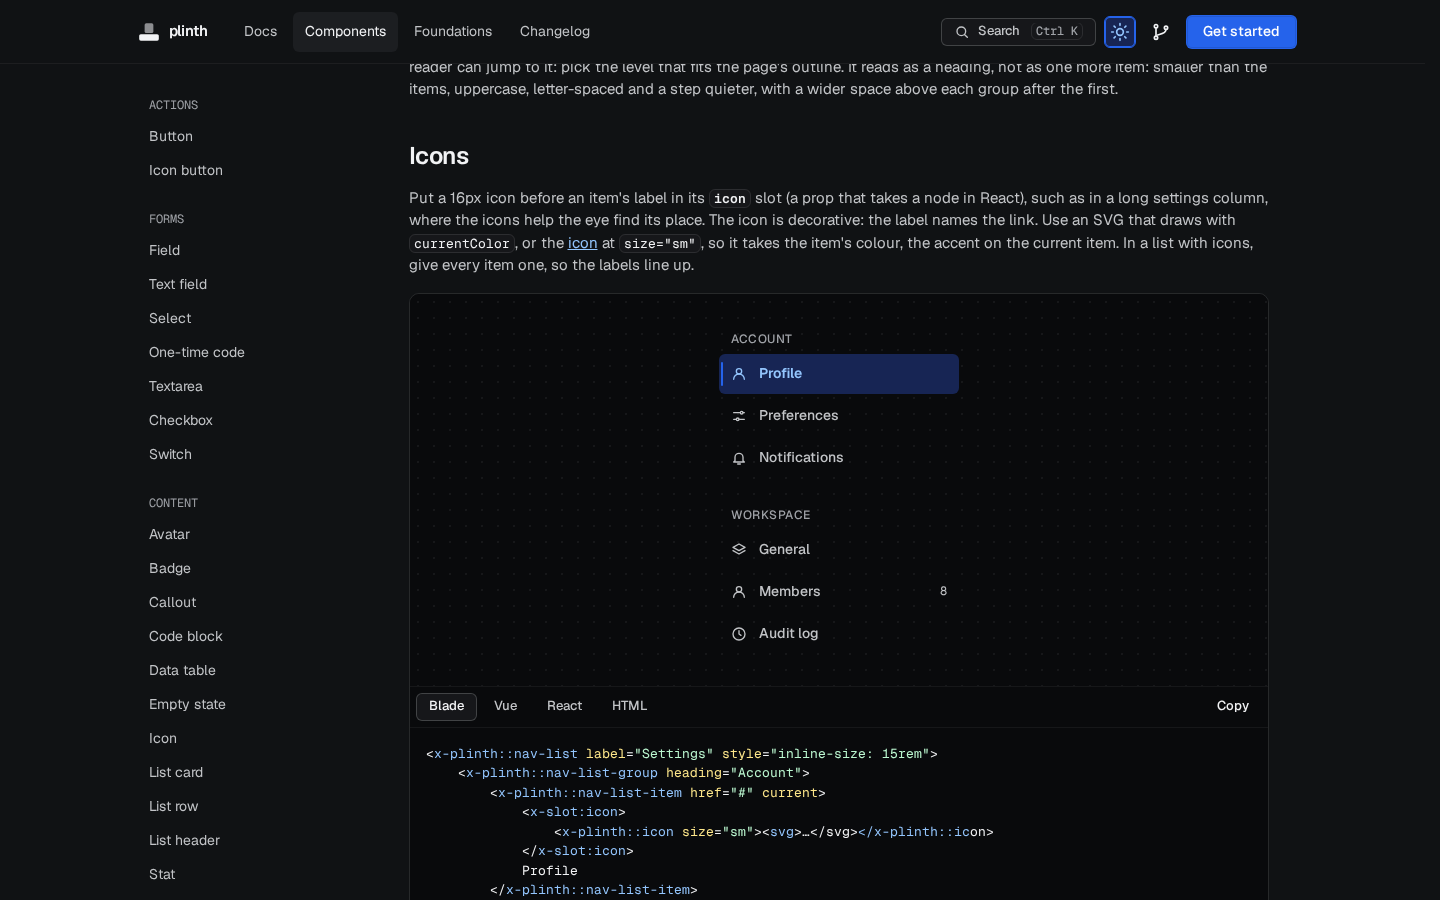 plinth
Docs
Components
Foundations
Changelog
Search
Ctrl K
Get started
ACTIONS
Button
Icon button
FORMS
Field
Text field
Select
One-time code
Textarea
Checkbox
Switch
CONTENT
Avatar
Badge
Callout
Code block
Data table
Empty state
Icon
List card
List row
List header
Stat
reader can jump to it: pick the level that fits the page's outline. It reads as a heading, not as one more item: smaller than the
items, uppercase, letter-spaced and a step quieter, with a wider space above each group after the first.
Icons
Put a 16px icon before an item's label in its icon slot (a prop that takes a node in React), such as in a long settings column,
where the icons help the eye find its place. The icon is decorative: the label names the link. Use an SVG that draws with
currentColor, or the icon at size="sm", so it takes the item's colour, the accent on the current item. In a list with icons,
give every item one, so the labels line up.
ACCOUNT
Profile
Preferences
Notifications
WORKSPACE
General
Members 8
Audit log
Blade
Vue
React
HTML
Copy
<x-plinth::nav-list label="Settings" style="inline-size: 15rem">
<x-plinth::nav-list-group heading="Account">
<x-plinth::nav-list-item href="#" current>
<x-slot:icon>
<x-plinth::icon size="sm"><svg>…</svg></x-plinth::icon>
</x-slot:icon>
Profile
</x-plinth::nav-list-item>